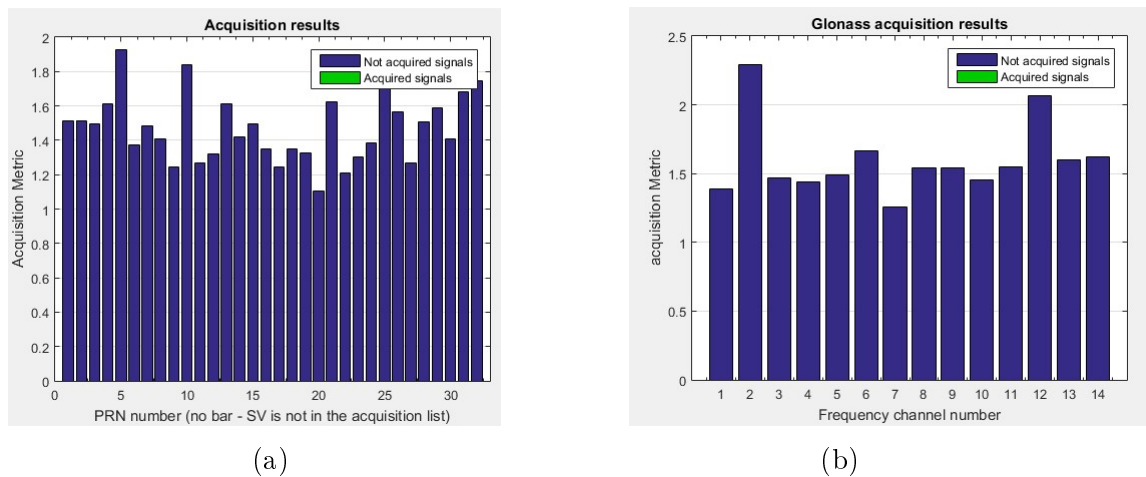 Acquisition results
2
1.8
1.6
1.4
1.2
1
0.8
0.6
0.4
0.2
0
Acquisition Metric
Not acquired signals
Acquired signals
0 5 10 15 20 25 30
PRN number (no bar - SV is not in the acquisition list)
(a)
Glonass acquisition results
2.5
2
1.5
1
0.5
0
acquisition Metric
Not acquired signals
Acquired signals
1 2 3 4 5 6 7 8 9 10 11 12 13 14
Frequency channel number
(b)